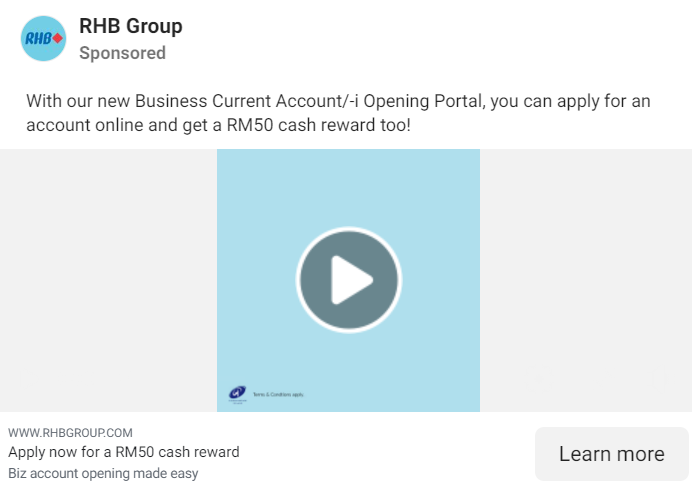 RHB
RHB Group
Sponsored
With our new Business Current Account/-i Opening Portal, you can apply for an
account online and get a RM50 cash reward too!
Terms & Conditions apply.
WWW.RHBGROUP.COM
Apply now for a RM50 cash reward
Biz account opening made easy
Learn more